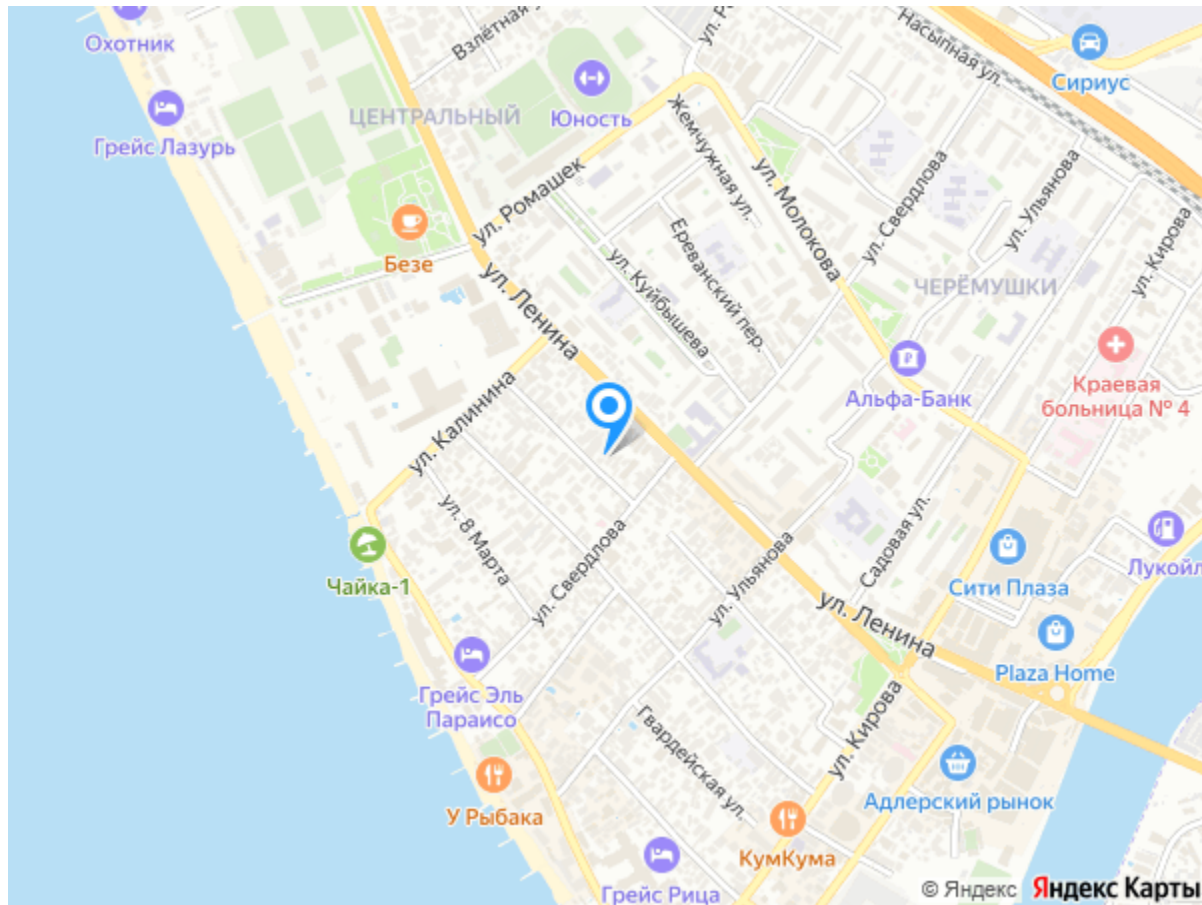 Охотник
Взлётная у
ул. Р
Насыпная ул.
Сириус
Грейс Лазурь
ЦЕНТРАЛЬНЫЙ
Юность
Жемчужная ул.
ул. Ромашек
ул. Молокова
ул. Свердлова
ул. Ульянова
ул. Кирова
Безе
ул. Ленина
ул. Куйбышева
Ереванский пер.
ЧЕРЁМУШКИ
Альфа-Банк
Краевая
больница № 4
ул. Калинина
ул. 8 Марта
Чайка-1
ул. Свердлова
ул. Ульянова
Садовая ул.
Сити Плаза
Лукойл
ул. Ленина
Plaza Home
Грейс Эль
Параисо
Гвардейская ул.
ул. Кирова
У Рыбака
Адлерский рынок
КумКума
Грейс Рица
© Яндекс Яндекс Карты